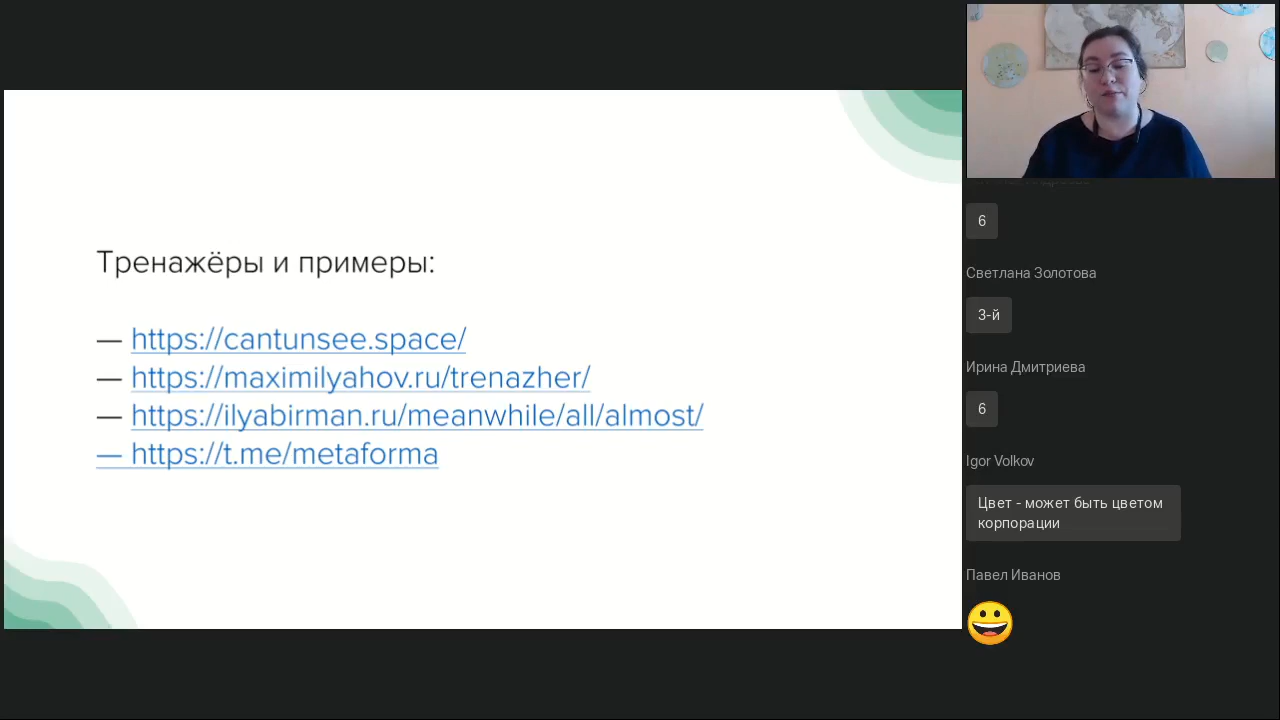 Тренажёры и примеры:
— https://cantunsee.space/
— https://maximilyahov.ru/trenazher/
— https://ilyabirman.ru/meanwhile/all/almost/
— https://t.me/metaforma
6
Светлана Золотова
3-й
Ирина Дмитриева
6
Igor Volkov
Цвет - может быть цветом
корпорации
Павел Иванов